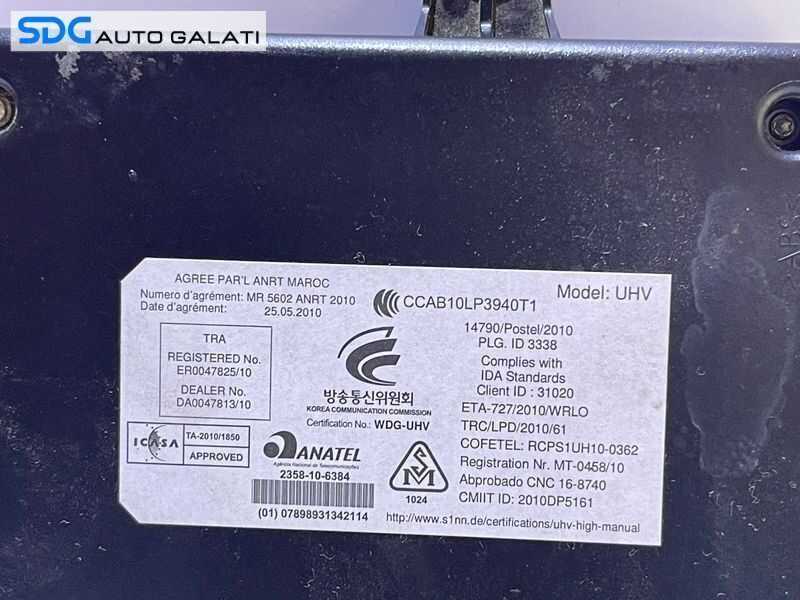 SDG AUTO GALATI
AGREE PAR'L ANRT MAROC
Numero d'agrément: MR 5602 ANRT 2010
Date d'agrément: 25.05.2010
TRA
REGISTERED No.
ER0047825/10
DEALER No.
DA0047813/10
ICASA
TA-2010/1850
APPROVED
CCAB10LP3940T1
방송통신위원회
KOREA COMMUNICATION COMMISSION
Certification No.: WDG-UHV
ANATEL
Agência Nacional de Telecomunicações
2358-10-6384
(01) 07898931342114
Model: UHV
14790/Postel/2010
PLG. ID 3338
Complies with
IDA Standards
Client ID : 31020
ETA-727/2010/WRLO
TRC/LPD/2010/61
COFETEL: RCPS1UH10-0362
Registration Nr. MT-0458/10
Aprobado CNC 16-8740
CMIIT ID: 2010DP5161
S
M
1024
http://www.s1nn.de/certifications/uhv-high-manual